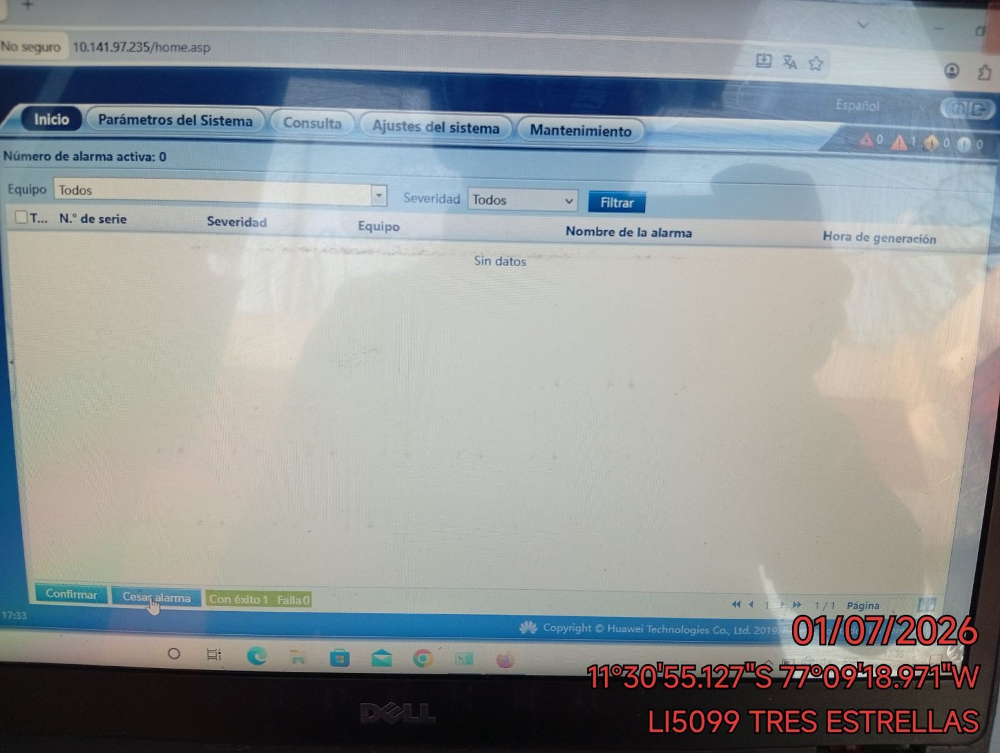 No seguro 10.141.97.235/home.asp
Español
Inicio Parámetros del Sistema Consulta Ajustes del sistema Mantenimiento
0 1 0 0
Número de alarma activa: 0
Equipo Todos Severidad Todos Filtrar
T... N.° de serie Severidad Equipo Nombre de la alarma Hora de generación
Sin datos
Confirmar Cesar alarma Con éxito 1 Falla 0
1 1 / 1 Página
17:33
Copyright © Huawei Technologies Co., Ltd. 2019.
01/07/2026
11°30'55.127"S 77°09'18.971"W
DELL
LI5099 TRES ESTRELLAS